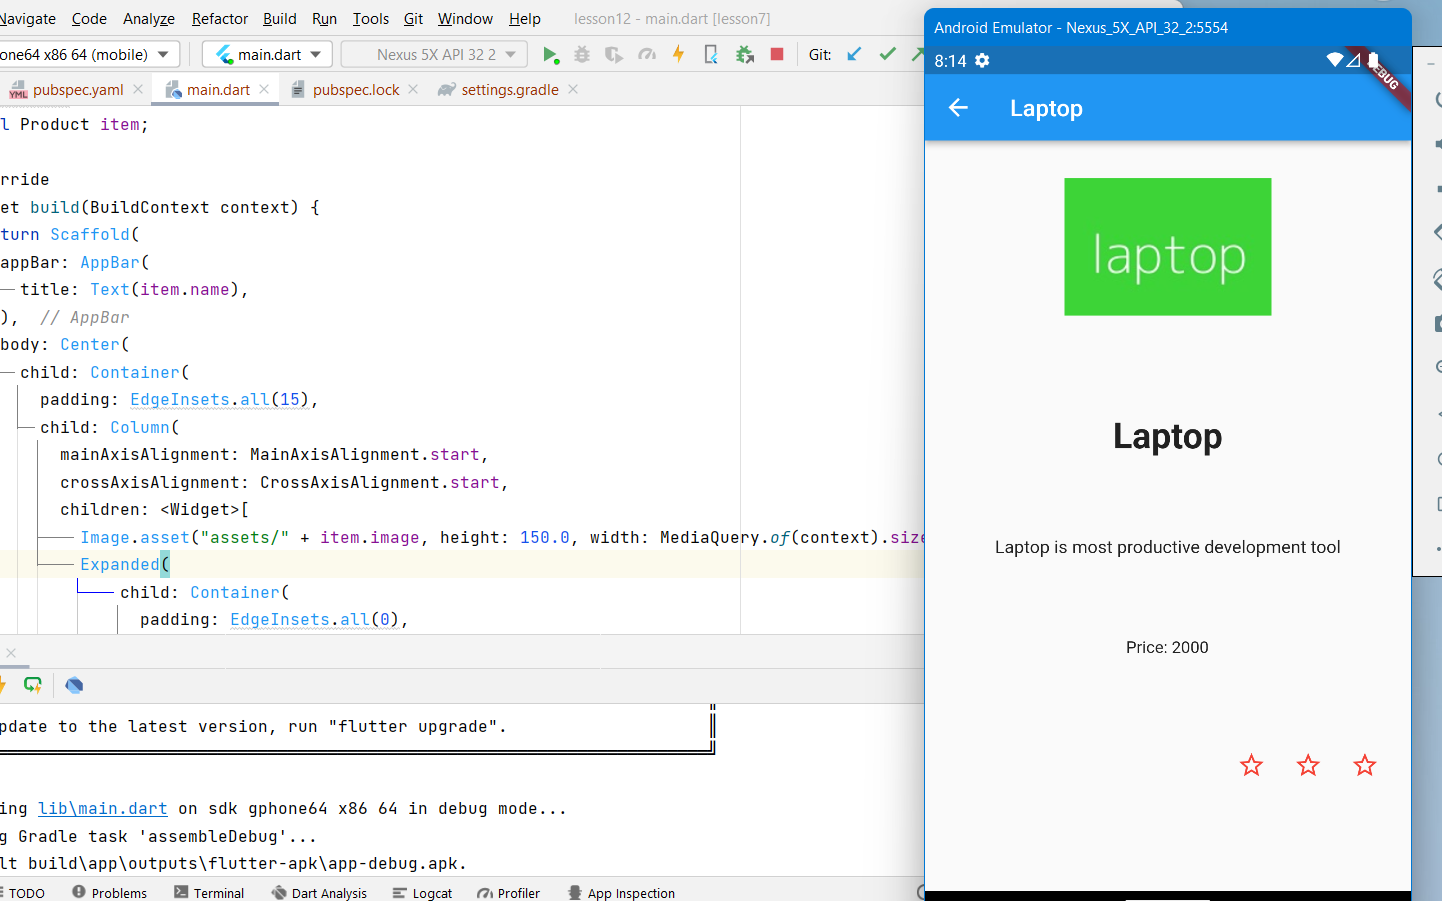 Navigate Code Analyze Refactor Build Run Tools Git Window Help lesson12 - main.dart [lesson7]
one64 x86 64 (mobile) main.dart Nexus 5X API 32 2 Git:
pubspec.yaml main.dart pubspec.lock settings.gradle
l Product item;
rride
et build(BuildContext context) {
turn Scaffold(
appBar: AppBar(
title: Text(item.name),
), // AppBar
body: Center(
child: Container(
padding: EdgeInsets.all(15),
child: Column(
mainAxisAlignment: MainAxisAlignment.start,
crossAxisAlignment: CrossAxisAlignment.start,
children: <Widget>[
Image.asset("assets/" + item.image, height: 150.0, width: MediaQuery.of(context).size
Expanded(
child: Container(
padding: EdgeInsets.all(0),
pdate to the latest version, run "flutter upgrade".
ing lib\main.dart on sdk gphone64 x86 64 in debug mode...
g Gradle task 'assembleDebug'...
lt build\app\outputs\flutter-apk\app-debug.apk.
TODO Problems Terminal Dart Analysis Logcat Profiler App Inspection
Android Emulator - Nexus_5X_API_32_2:5554
8:14
DEBUG
Laptop
laptop
Laptop
Laptop is most productive development tool
Price: 2000